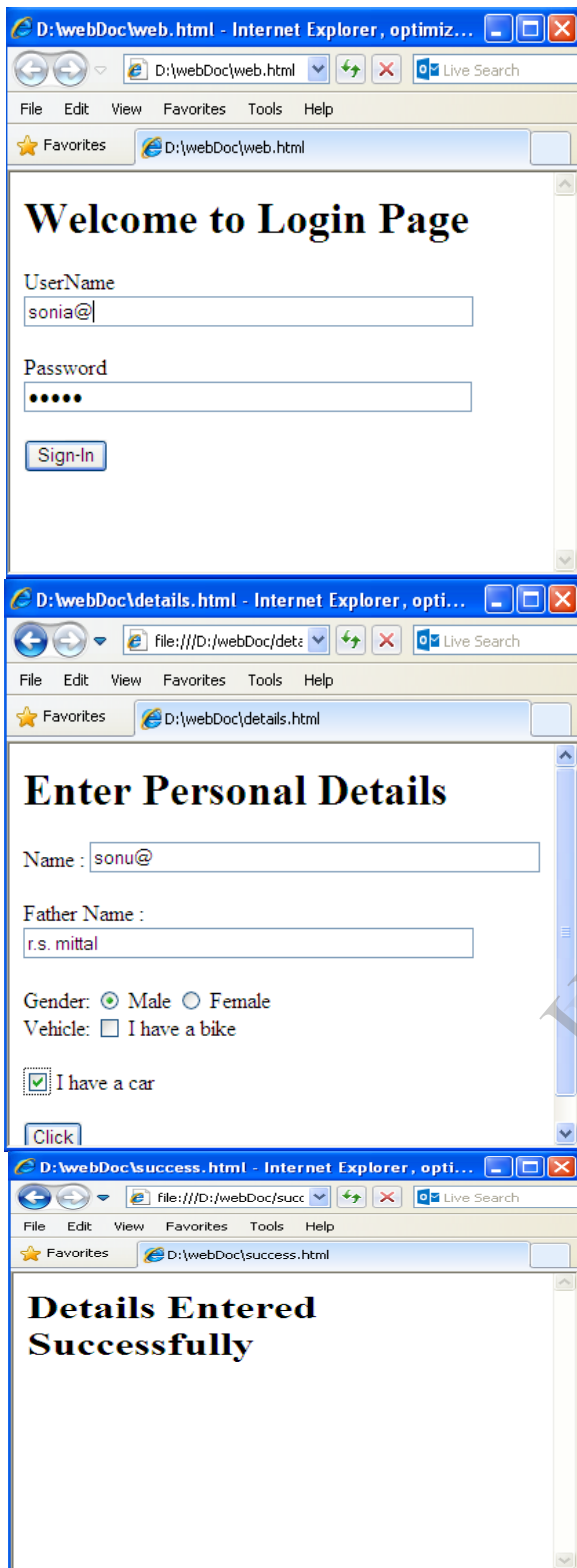 D:\webDoc\web.html - Internet Explorer, optimiz...
D:\webDoc\web.html
Live Search
File Edit View Favorites Tools Help
Favorites
D:\webDoc\web.html
Welcome to Login Page
UserName
sonia@
Password
•••••
Sign-In
D:\webDoc\details.html - Internet Explorer, opti...
file:///D:/webDoc/deta
Live Search
File Edit View Favorites Tools Help
Favorites
D:\webDoc\details.html
Enter Personal Details
Name : sonu@
Father Name :
r.s. mittal
Gender: Male Female
Vehicle: I have a bike
I have a car
Click
D:\webDoc\success.html - Internet Explorer, opti...
file:///D:/webDoc/succ
Live Search
File Edit View Favorites Tools Help
Favorites
D:\webDoc\success.html
Details Entered
Successfully